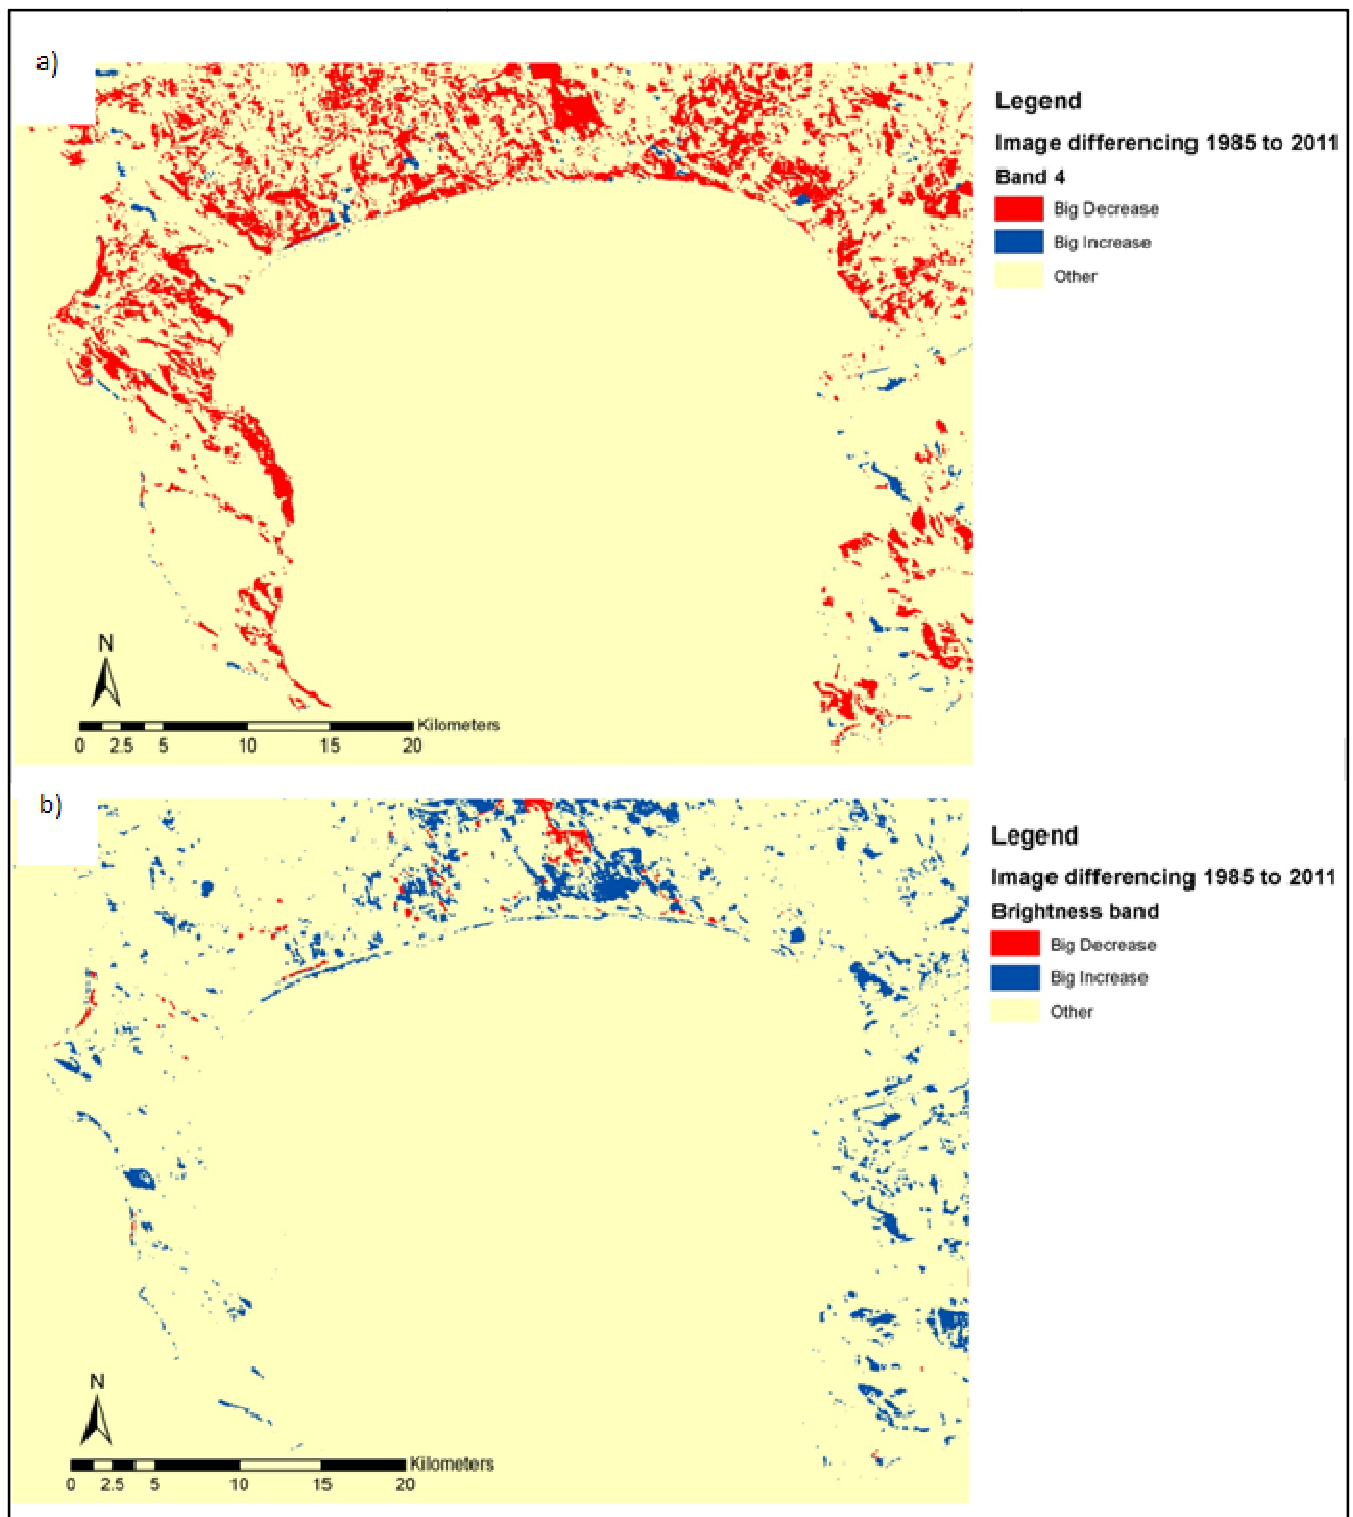 a)
Legend
Image differencing 1985 to 2011
Band 4
Big Decrease
Big Increase
Other
N
Kilometers
0 2.5 5 10 15 20
b)
Legend
Image differencing 1985 to 2011
Brightness band
Big Decrease
Big Increase
Other
N
Kilometers
0 2.5 5 10 15 20